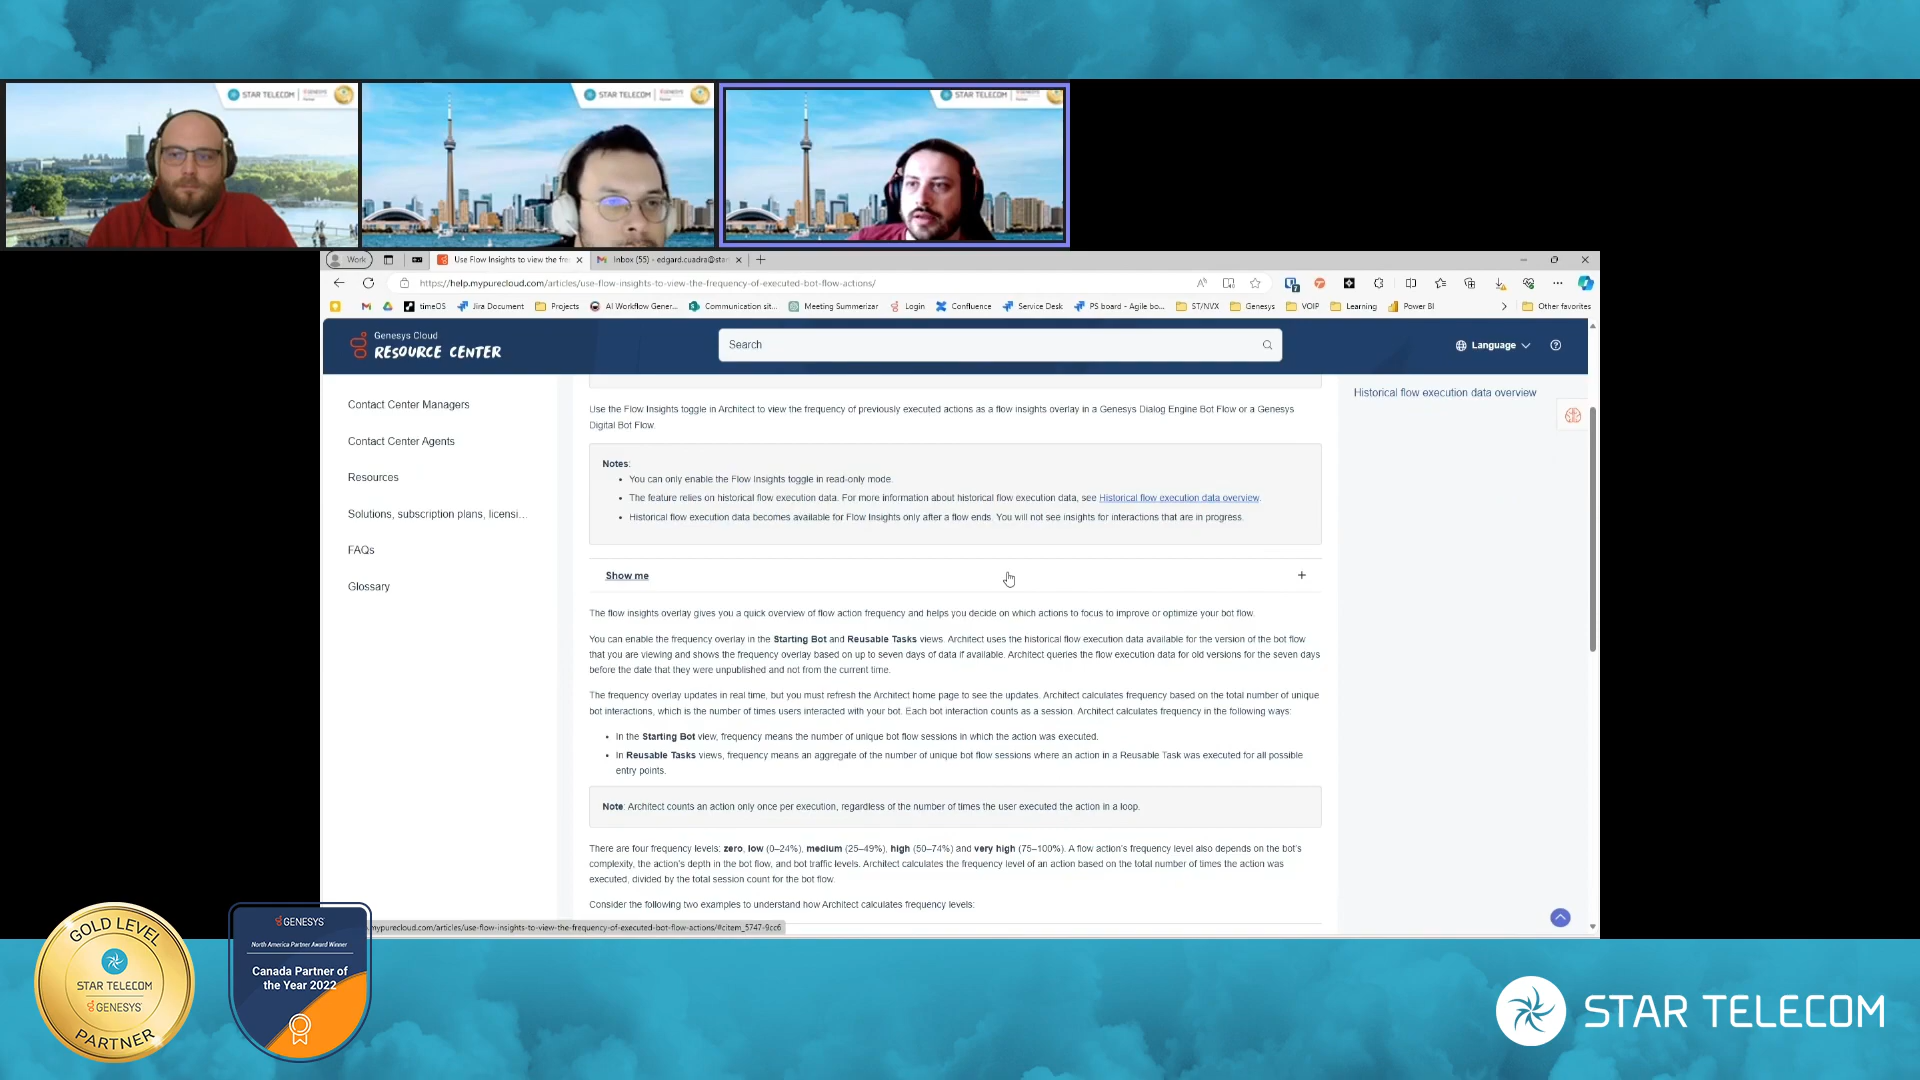 STAR TELECOM
STAR TELECOM
STAR TELECOM
Work
Use Flow Insights to view the fre
Inbox (55) - edgard.cuadra@star
https://help.mypurecloud.com/articles/use-flow-insights-to-view-the-frequency-of-executed-bot-flow-actions/
timeOS
Jira Document
Projects
AI Workflow Gener...
Communication sit...
Meeting Summarizer
Login
Confluence
Service Desk
PS board - Agile bo...
ST/NVX
Genesys
VOIP
Learning
Power BI
Other favorites
Genesys Cloud
RESOURCE CENTER
Search
Language
Contact Center Managers
Contact Center Agents
Resources
Solutions, subscription plans, licensi...
FAQs
Glossary
Use the Flow Insights toggle in Architect to view the frequency of previously executed actions as a flow insights overlay in a Genesys Dialog Engine Bot Flow or a Genesys
Digital Bot Flow.
Notes:
• You can only enable the Flow Insights toggle in read-only mode.
• The feature relies on historical flow execution data. For more information about historical flow execution data, see Historical flow execution data overview.
• Historical flow execution data becomes available for Flow Insights only after a flow ends. You will not see insights for interactions that are in progress.
Show me
+
The flow insights overlay gives you a quick overview of flow action frequency and helps you decide on which actions to focus to improve or optimize your bot flow.
You can enable the frequency overlay in the Starting Bot and Reusable Tasks views. Architect uses the historical flow execution data available for the version of the bot flow
that you are viewing and shows the frequency overlay based on up to seven days of data if available. Architect queries the flow execution data for old versions for the seven days
before the date that they were unpublished and not from the current time.
The frequency overlay updates in real time, but you must refresh the Architect home page to see the updates. Architect calculates frequency based on the total number of unique
bot interactions, which is the number of times users interacted with your bot. Each bot interaction counts as a session. Architect calculates frequency in the following ways:
• In the Starting Bot view, frequency means the number of unique bot flow sessions in which the action was executed.
• In Reusable Tasks views, frequency means an aggregate of the number of unique bot flow sessions where an action in a Reusable Task was executed for all possible
entry points.
Note: Architect counts an action only once per execution, regardless of the number of times the user executed the action in a loop.
There are four frequency levels: zero, low (0–24%), medium (25–49%), high (50–74%) and very high (75–100%). A flow action's frequency level also depends on the bot's
complexity, the action's depth in the bot flow, and bot traffic levels. Architect calculates the frequency level of an action based on the total number of times the action was
executed, divided by the total session count for the bot flow.
Consider the following two examples to understand how Architect calculates frequency levels:
Historical flow execution data overview
.mypurecloud.com/articles/use-flow-insights-to-view-the-frequency-of-executed-bot-flow-actions/#citem_5747-9cc6
GOLD LEVEL
STAR TELECOM
GENESYS
PARTNER
GENESYS
North America Partner Award Winner
Canada Partner of
the Year 2022
STAR TELECOM